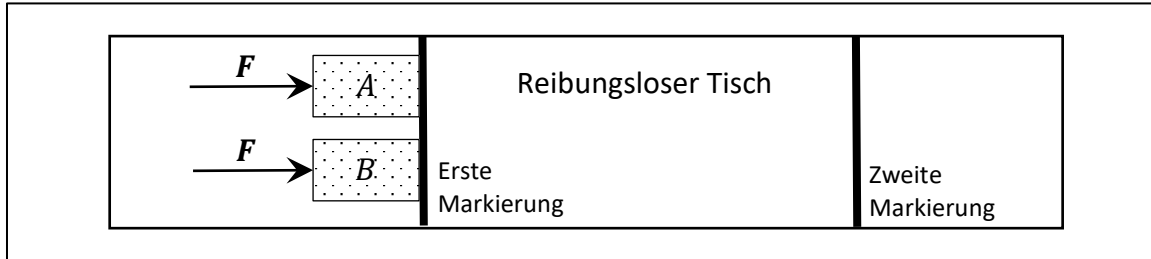 F
A
Reibungsloser Tisch
F
B
Erste
Markierung
Zweite
Markierung